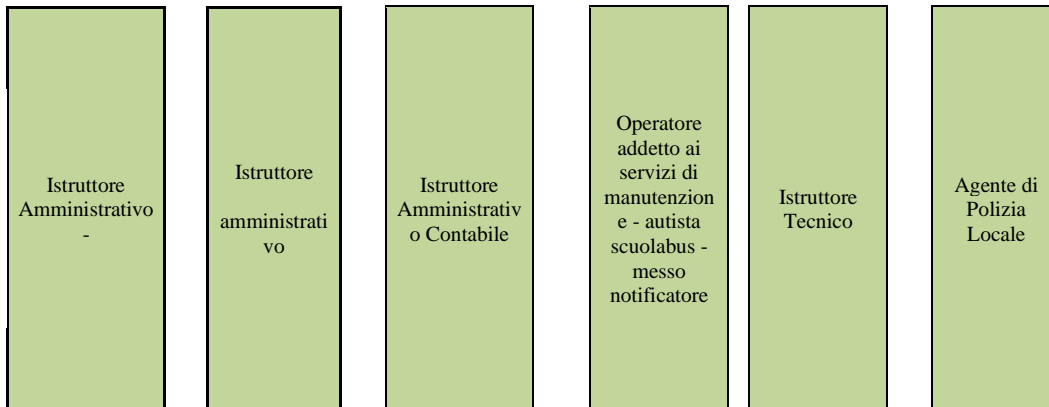 Istruttore
Amministrativo
-
Istruttore
amministrati
vo
Istruttore
Amministrativ
o Contabile
Operatore
addetto ai
servizi di
manutenzion
e - autista
scuolabus -
messo
notificatore
Istruttore
Tecnico
Agente di
Polizia
Locale